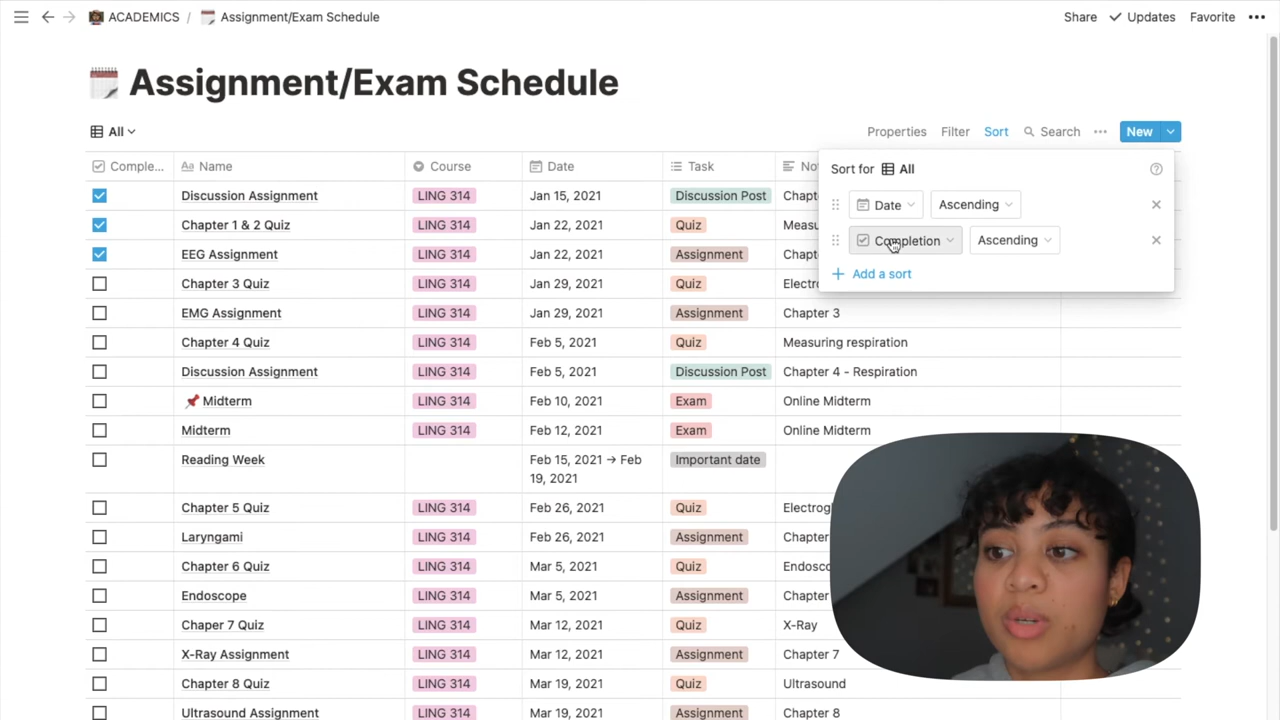 ACADEMICS / Assignment/Exam Schedule Share Updates Favorite
Assignment/Exam Schedule
All Properties Filter Sort Search New
Comple... Aa Name Course Date Task
Sort for All
Date Ascending
Completion Ascending
Add a sort
Discussion Assignment LING 314 Jan 15, 2021 Discussion Post
Chapter 1 & 2 Quiz LING 314 Jan 22, 2021 Quiz
EEG Assignment LING 314 Jan 22, 2021 Assignment
Chapter 3 Quiz LING 314 Jan 29, 2021 Quiz
EMG Assignment LING 314 Jan 29, 2021 Assignment Chapter 3
Chapter 4 Quiz LING 314 Feb 5, 2021 Quiz Measuring respiration
Discussion Assignment LING 314 Feb 5, 2021 Discussion Post Chapter 4 - Respiration
Midterm LING 314 Feb 10, 2021 Exam Online Midterm
Midterm LING 314 Feb 12, 2021 Exam Online Midterm
Reading Week LING 314 Feb 15, 2021 → Feb Important date
19, 2021
Chapter 5 Quiz LING 314 Feb 26, 2021 Quiz
Laryngami LING 314 Feb 26, 2021 Assignment Chapter
Chapter 6 Quiz LING 314 Mar 5, 2021 Quiz
Endoscope LING 314 Mar 5, 2021 Assignment Chapter
Chaper 7 Quiz LING 314 Mar 12, 2021 Quiz X-Ray
X-Ray Assignment LING 314 Mar 12, 2021 Assignment Chapter 7
Chapter 8 Quiz LING 314 Mar 19, 2021 Quiz Ultrasound
Ultrasound Assignment LING 314 Mar 19, 2021 Assignment Chapter 8